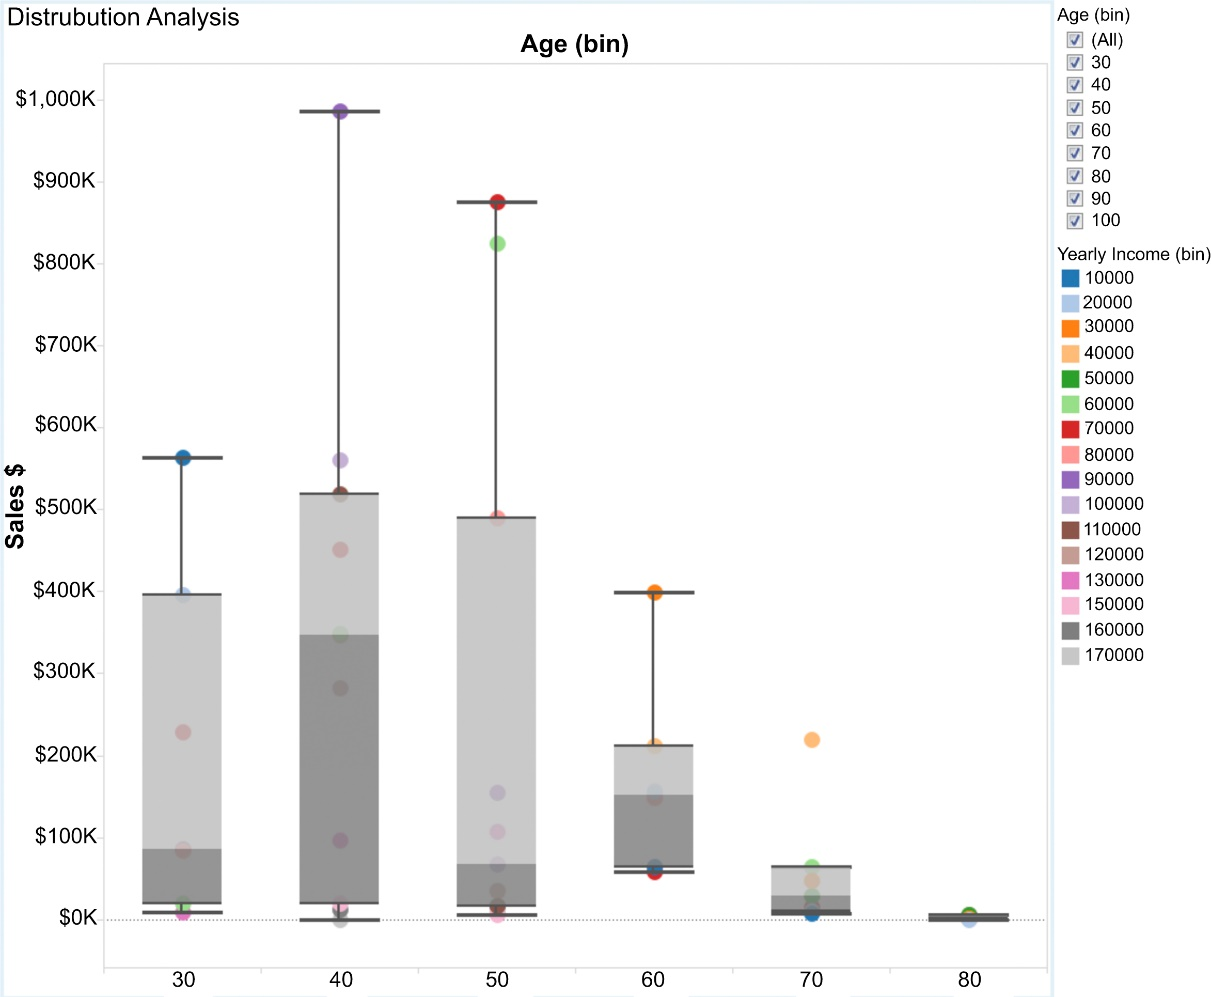 Distrubution Analysis
Age (bin)
$1,000K
$900K
$800K
$700K
$600K
$500K
$400K
$300K
$200K
$100K
$0K
Sales $
30
40
50
60
70
80
Age (bin)
(All)
30
40
50
60
70
80
90
100
Yearly Income (bin)
10000
20000
30000
40000
50000
60000
70000
80000
90000
100000
110000
120000
130000
150000
160000
170000